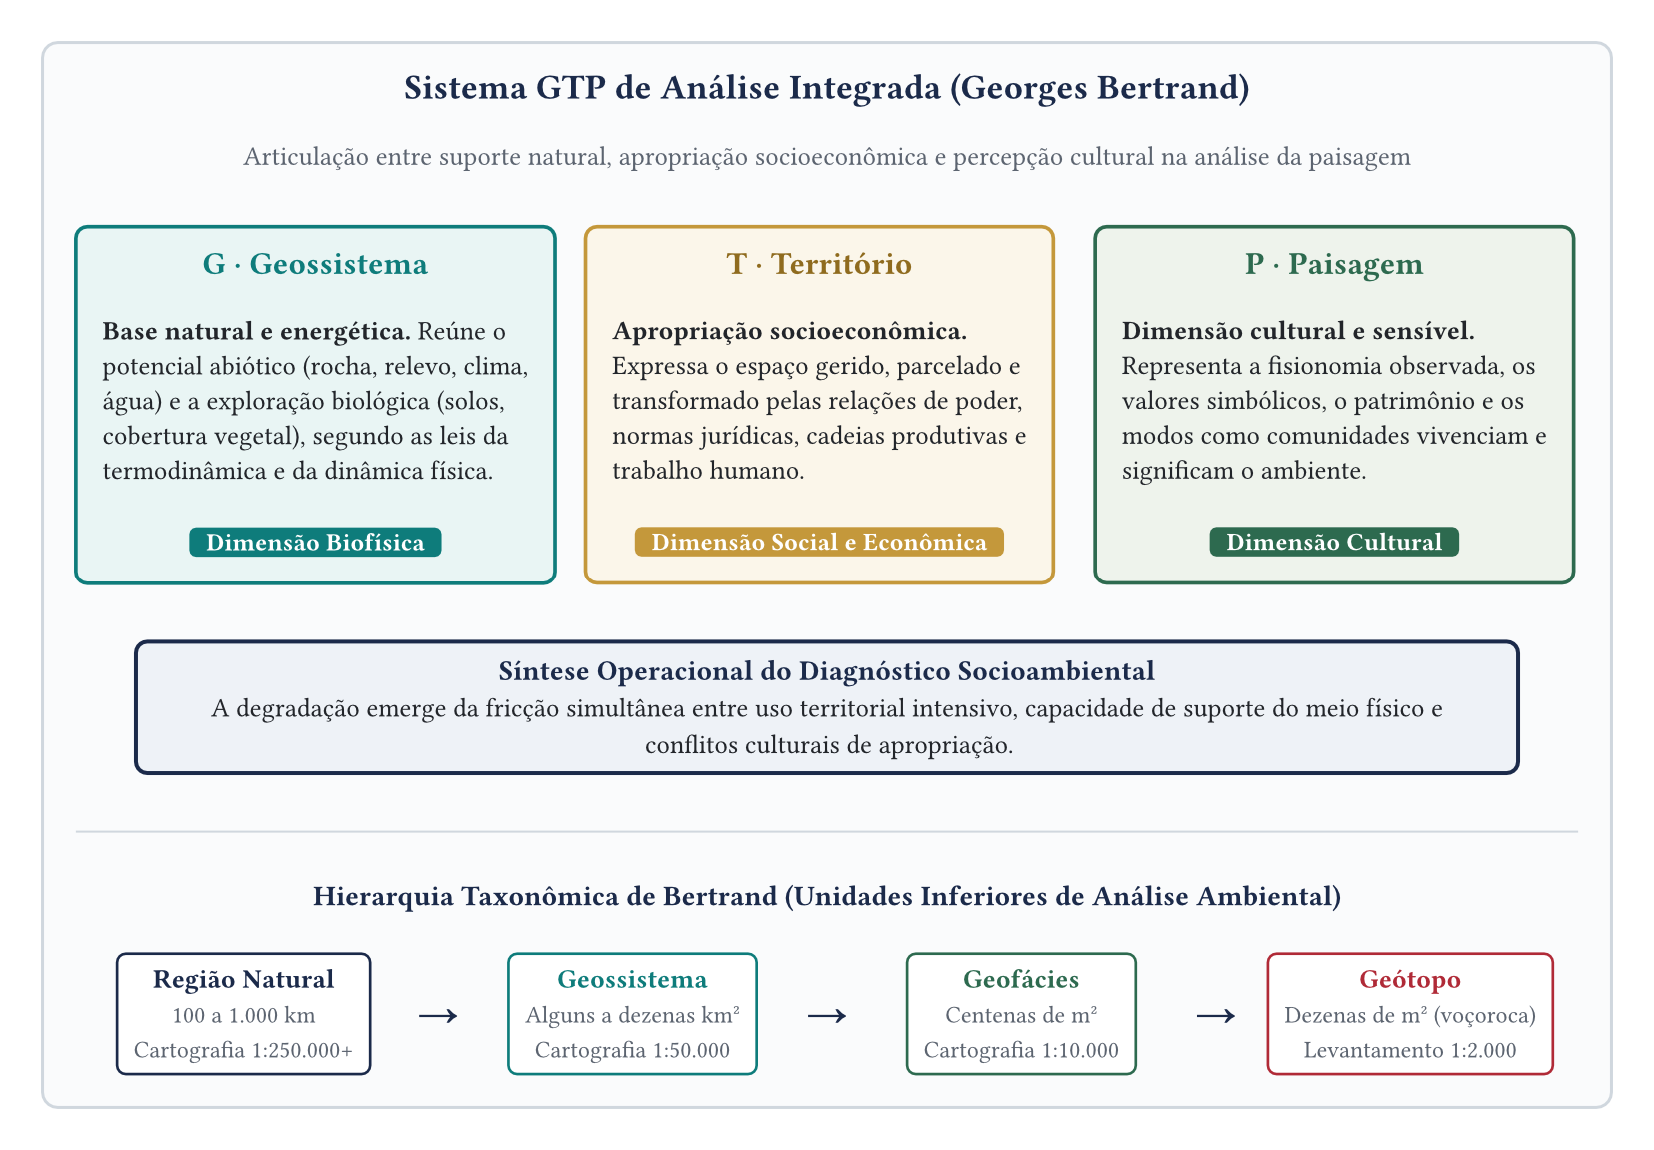 Sistema GTP de Análise Integrada (Georges Bertrand)
Articulação entre suporte natural, apropriação socioeconômica e percepção cultural na análise da paisagem
G · Geossistema
Base natural e energética. Reúne o
potencial abiótico (rocha, relevo, clima,
água) e a exploração biológica (solos,
cobertura vegetal), segundo as leis da
termodinâmica e da dinâmica física.
Dimensão Biofísica
T · Território
Apropriação socioeconômica.
Expressa o espaço gerido, parcelado e
transformado pelas relações de poder,
normas jurídicas, cadeias produtivas e
trabalho humano.
Dimensão Social e Econômica
P · Paisagem
Dimensão cultural e sensível.
Representa a fisionomia observada, os
valores simbólicos, o patrimônio e os
modos como comunidades vivenciam e
significam o ambiente.
Dimensão Cultural
Síntese Operacional do Diagnóstico Socioambiental
A degradação emerge da fricção simultânea entre uso territorial intensivo, capacidade de suporte do meio físico e
conflitos culturais de apropriação.
Hierarquia Taxonômica de Bertrand (Unidades Inferiores de Análise Ambiental)
Região Natural
100 a 1.000 km
Cartografia 1:250.000+
→
Geossistema
Alguns a dezenas km²
Cartografia 1:50.000
→
Geofácies
Centenas de m²
Cartografia 1:10.000
→
Geótopo
Dezenas de m² (voçoroca)
Levantamento 1:2.000